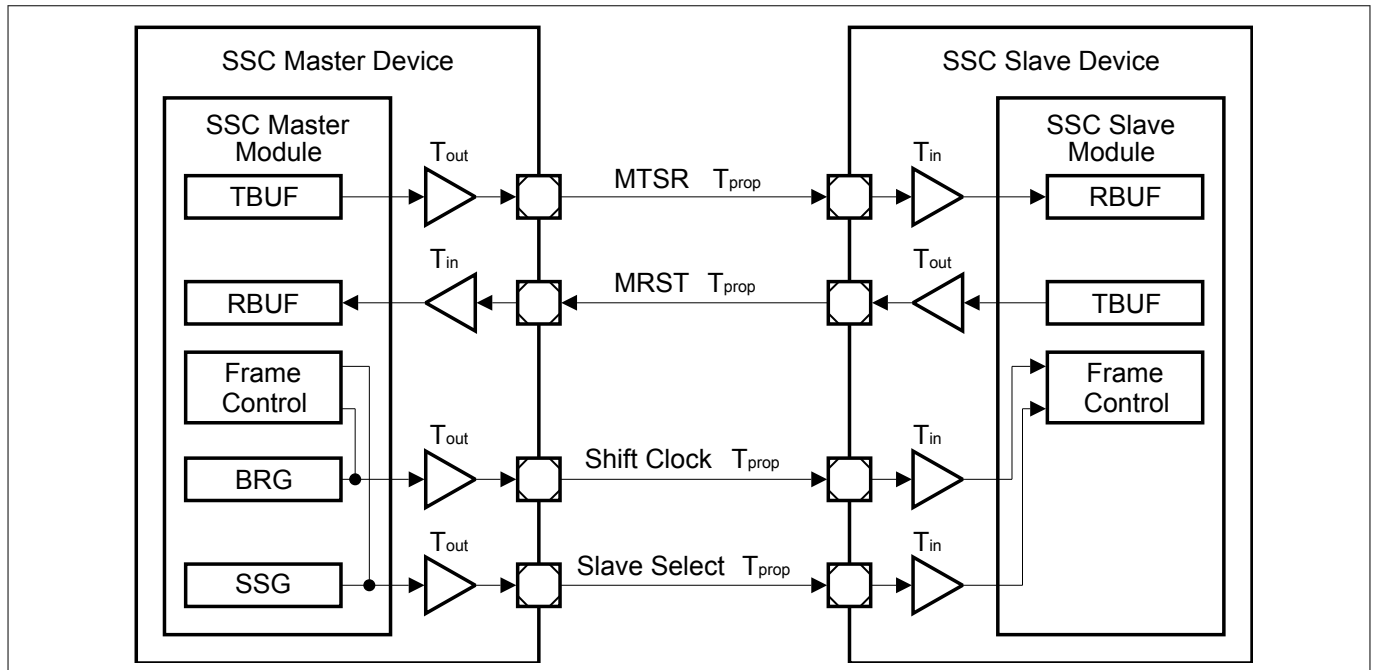 SSC Master Device
SSC Slave Device
SSC Master
Module
SSC Slave
Module
Tout
Tin
TBUF
MTSR Tprop
RBUF
Tin
Tout
RBUF
MRST Tprop
TBUF
Frame
Control
Frame
Control
Tout
Tin
BRG
Shift Clock Tprop
Tout
Tin
SSG
Slave Select Tprop